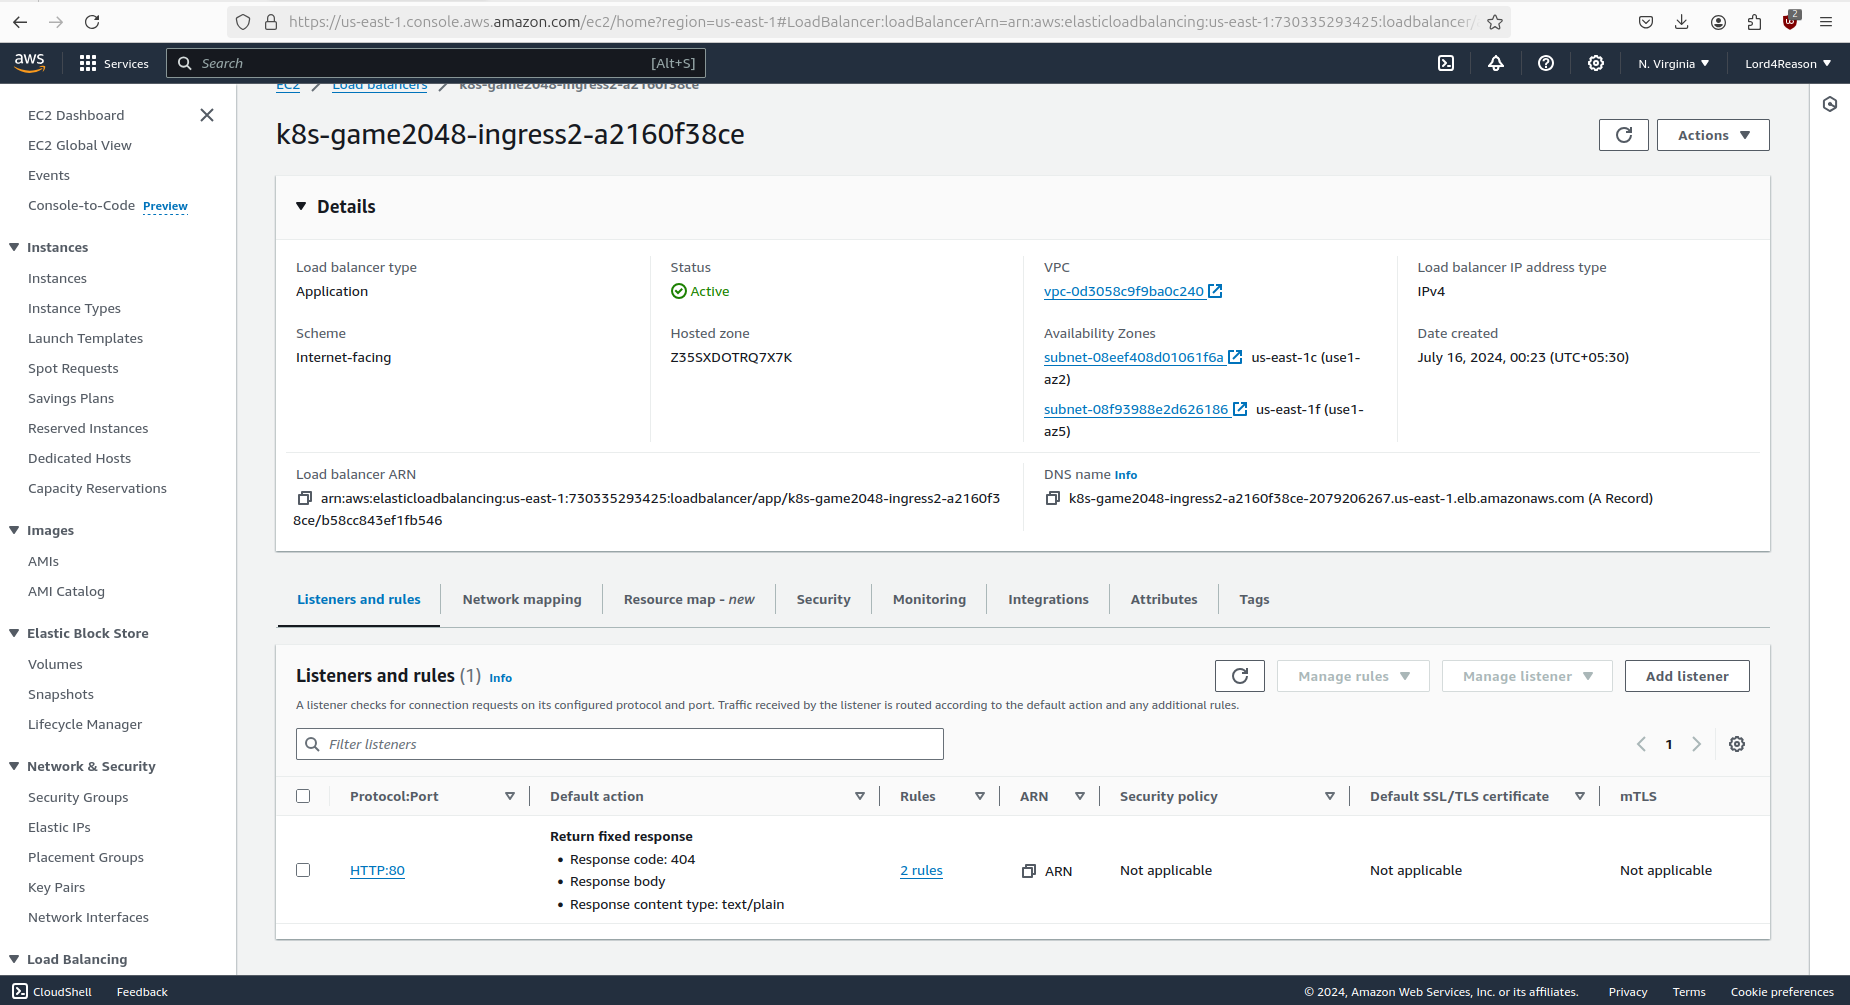 https://us-east-1.console.aws.amazon.com/ec2/home?region=us-east-1#LoadBalancer:loadBalancerArn=arn:aws:elasticloadbalancing:us-east-1:730335293425:loadbalancer/
2
aws
Services
Search
[Alt+S]
N. Virginia
Lord4Reason
EC2 Dashboard
EC2 Global View
Events
Console-to-Code Preview
Instances
Instances
Instance Types
Launch Templates
Spot Requests
Savings Plans
Reserved Instances
Dedicated Hosts
Capacity Reservations
Images
AMIs
AMI Catalog
Elastic Block Store
Volumes
Snapshots
Lifecycle Manager
Network & Security
Security Groups
Elastic IPs
Placement Groups
Key Pairs
Network Interfaces
Load Balancing
EC2
Load balancers
k8s-game2048-ingress2-a2160f38ce
k8s-game2048-ingress2-a2160f38ce
Actions
Details
Load balancer type
Application
Status
Active
VPC
vpc-0d3058c9f9ba0c240
Load balancer IP address type
IPv4
Scheme
Internet-facing
Hosted zone
Z35SXDOTRQ7X7K
Availability Zones
subnet-08eef408d01061f6a us-east-1c (use1-
az2)
subnet-08f93988e2d626186 us-east-1f (use1-
az5)
Date created
July 16, 2024, 00:23 (UTC+05:30)
Load balancer ARN
arn:aws:elasticloadbalancing:us-east-1:730335293425:loadbalancer/app/k8s-game2048-ingress2-a2160f3
8ce/b58cc843ef1fb546
DNS name Info
k8s-game2048-ingress2-a2160f38ce-2079206267.us-east-1.elb.amazonaws.com (A Record)
Listeners and rules
Network mapping
Resource map - new
Security
Monitoring
Integrations
Attributes
Tags
Listeners and rules (1) Info
Manage rules
Manage listener
Add listener
A listener checks for connection requests on its configured protocol and port. Traffic received by the listener is routed according to the default action and any additional rules.
Filter listeners
1
Protocol:Port
Default action
Rules
ARN
Security policy
Default SSL/TLS certificate
mTLS
HTTP:80
Return fixed response
• Response code: 404
• Response body
• Response content type: text/plain
2 rules
ARN
Not applicable
Not applicable
Not applicable
CloudShell
Feedback
© 2024, Amazon Web Services, Inc. or its affiliates.
Privacy
Terms
Cookie preferences